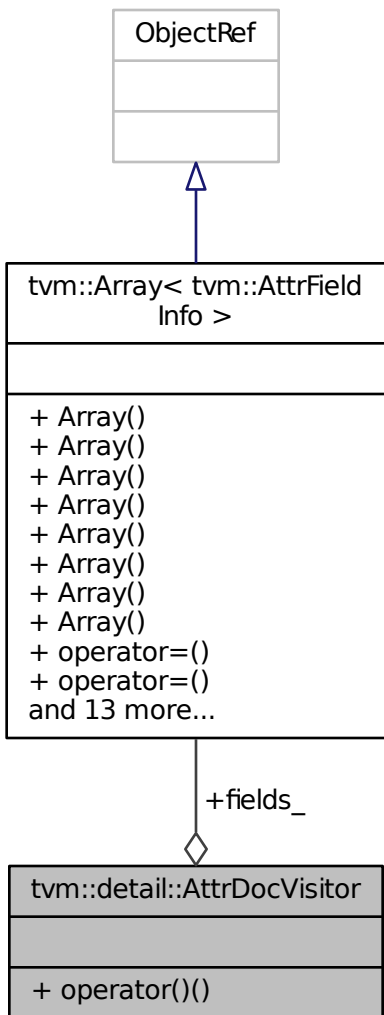 ObjectRef
tvm::Array< tvm::AttrField
Info >
+ Array()
+ Array()
+ Array()
+ Array()
+ Array()
+ Array()
+ Array()
+ Array()
+ operator=()
+ operator=()
and 13 more...
+fields_
tvm::detail::AttrDocVisitor
+ operator()()